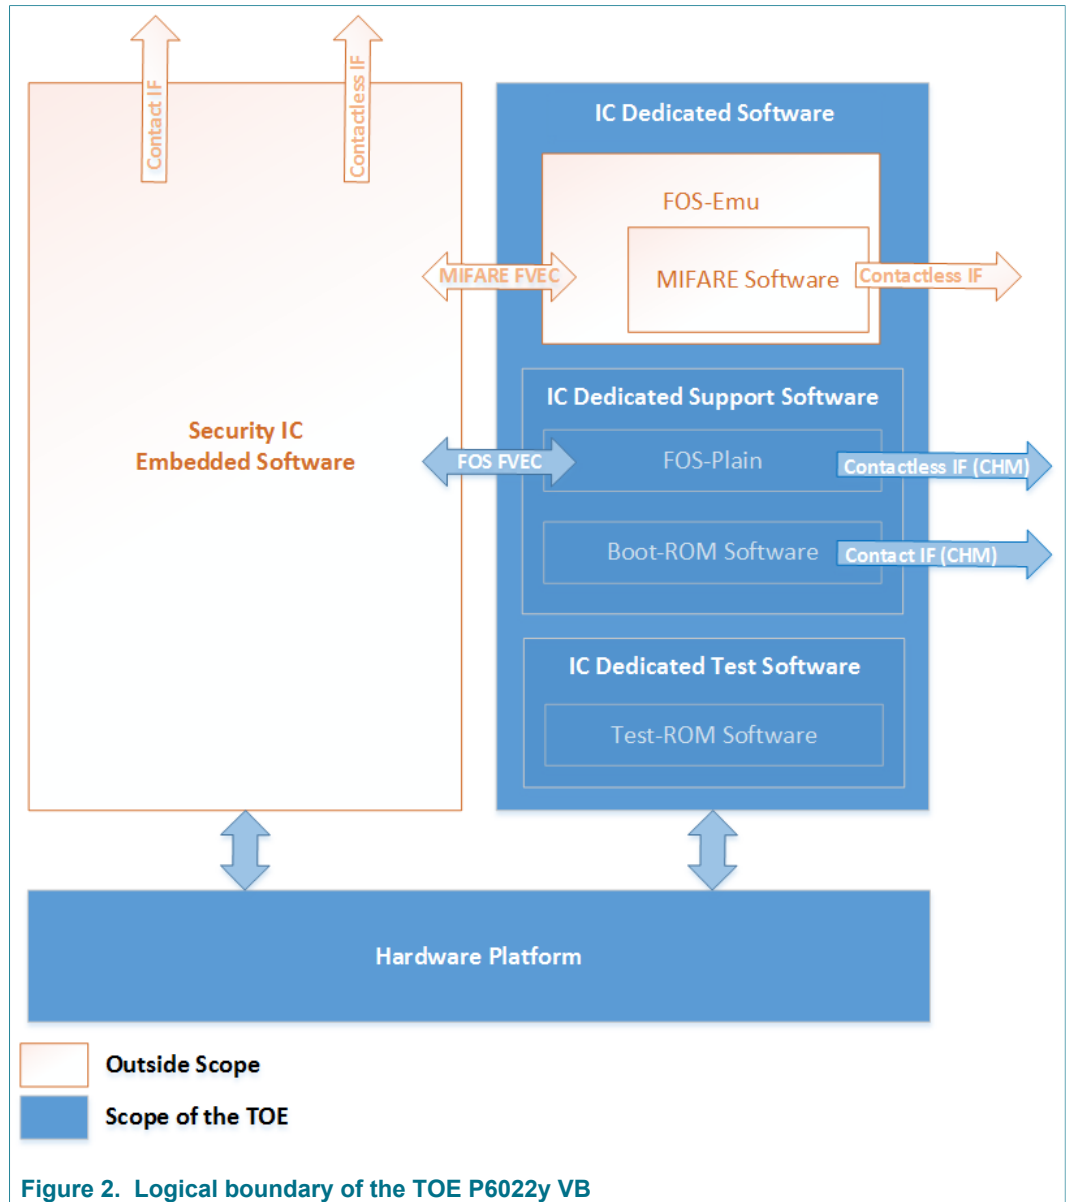 Contact IF
Contactless IF
IC Dedicated Software
FOS-Emu
MIFARE FVEC
MIFARE Software
Contactless IF
IC Dedicated Support Software
Security IC
Embedded Software
FOS FVEC
FOS-Plain
Contactless IF (CHM)
Boot-ROM Software
Contact IF (CHM)
IC Dedicated Test Software
Test-ROM Software
Hardware Platform
Outside Scope
Scope of the TOE
Figure 2. Logical boundary of the TOE P6022y VB